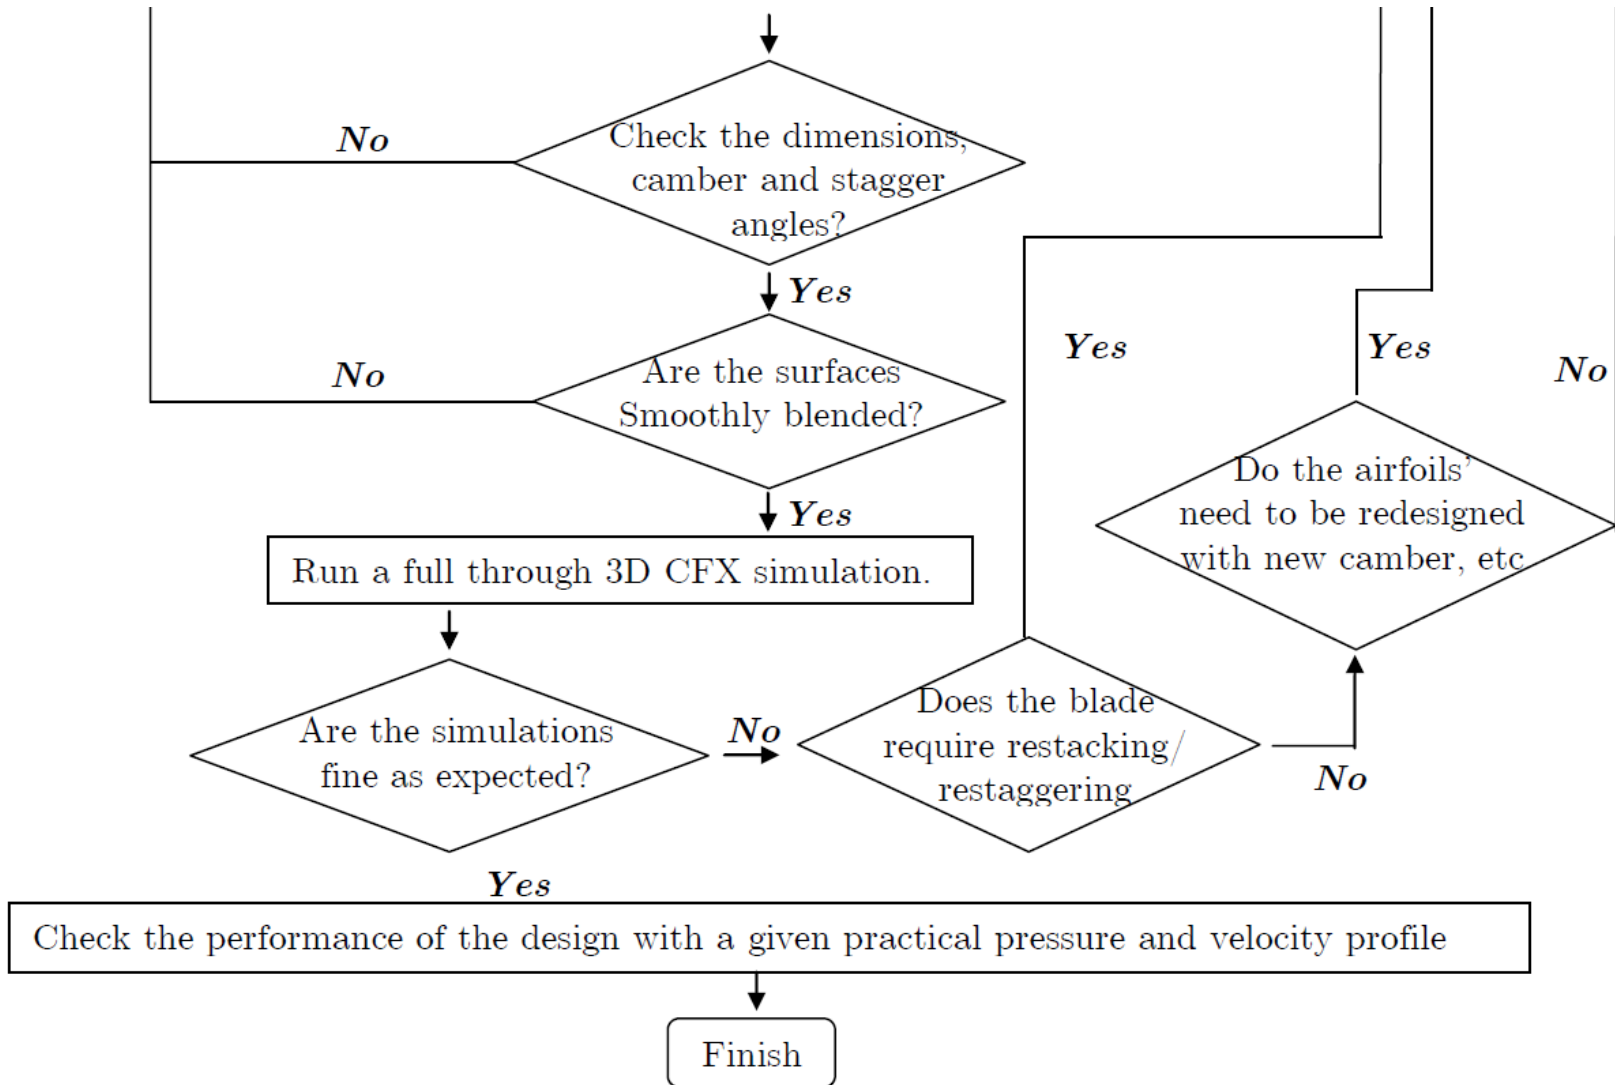 No
Check the dimensions,
camber and stagger
angles?
Yes
No
Are the surfaces
Smoothly blended?
Yes
Yes
Yes
No
Do the airfoils'
need to be redesigned
with new camber, etc
Run a full through 3D CFX simulation.
Are the simulations
fine as expected?
No
Does the blade
require restacking/
restaggering
No
Yes
Check the performance of the design with a given practical pressure and velocity profile
Finish